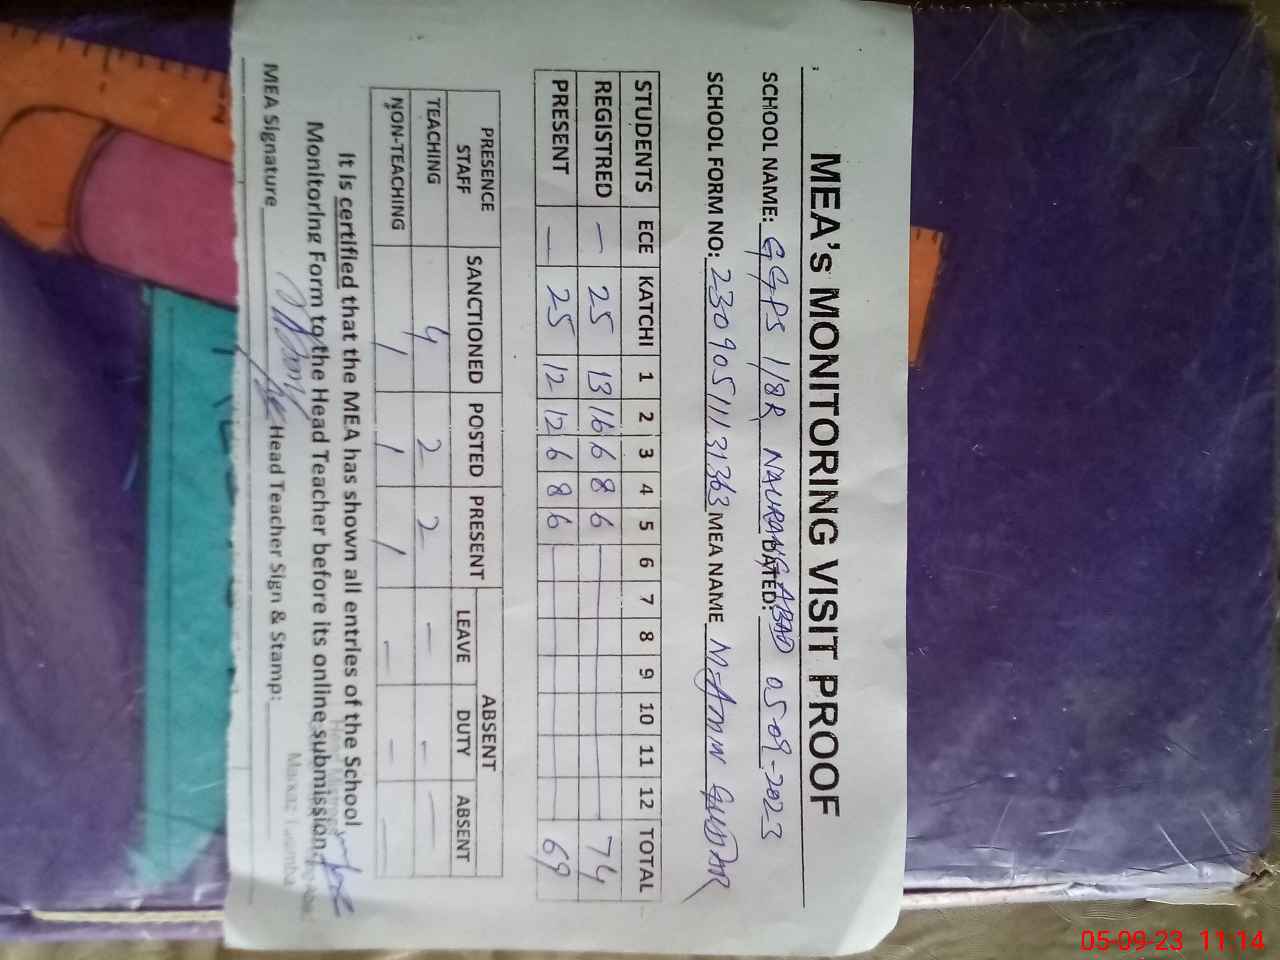 MEA's MONITORING VISIT PROOF
SCHOOL NAME: GGPS 1/8R NAURANGABAD DATED: 05-09-2023
SCHOOL FORM NO: 23090511131363 MEA NAME M-Amin
STUDENTS ECE KATCHI 1 2 3 4 5 6 7 8 9 10 11 12 TOTAL
REGISTRED — 25 13 16 6 8 6 74
PRESENT — 25 12 12 6 8 6 69
PRESENCE STAFF SANCTIONED POSTED PRESENT ABSENT
LEAVE DUTY ABSENT
TEACHING 4 2 2 — — —
NON-TEACHING 1 1 1 — — —
It is certified that the MEA has shown all entries of the School
Monitoring Form to the Head Teacher before its online submission
MEA Signature Head Teacher Sign & Stamp:
Markaz
05-09-23 11:14